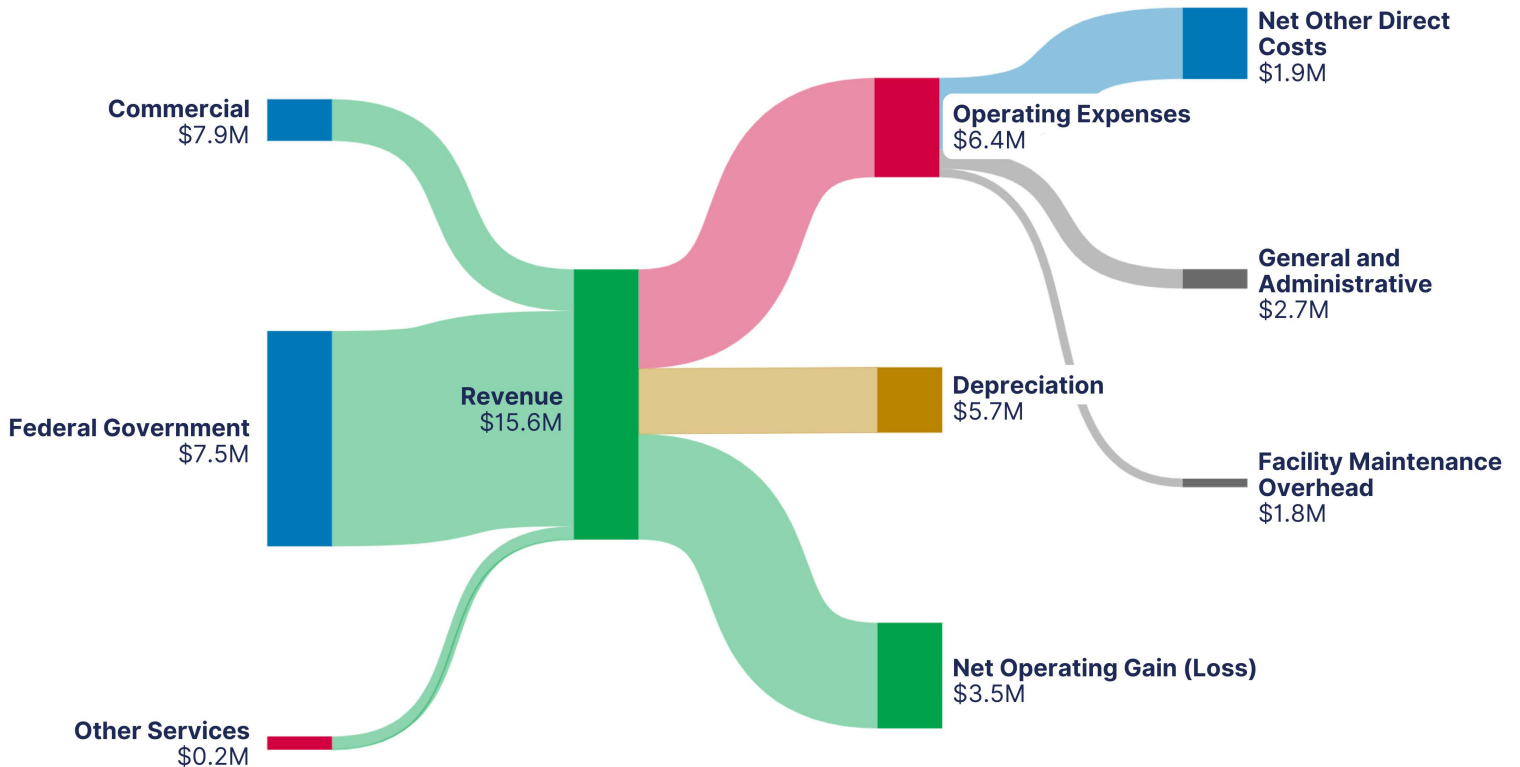 Commercial
$7.9M
Federal Government
$7.5M
Other Services
$0.2M
Revenue
$15.6M
Operating Expenses
$6.4M
Depreciation
$5.7M
Net Operating Gain (Loss)
$3.5M
Net Other Direct
Costs
$1.9M
General and
Administrative
$2.7M
Facility Maintenance
Overhead
$1.8M